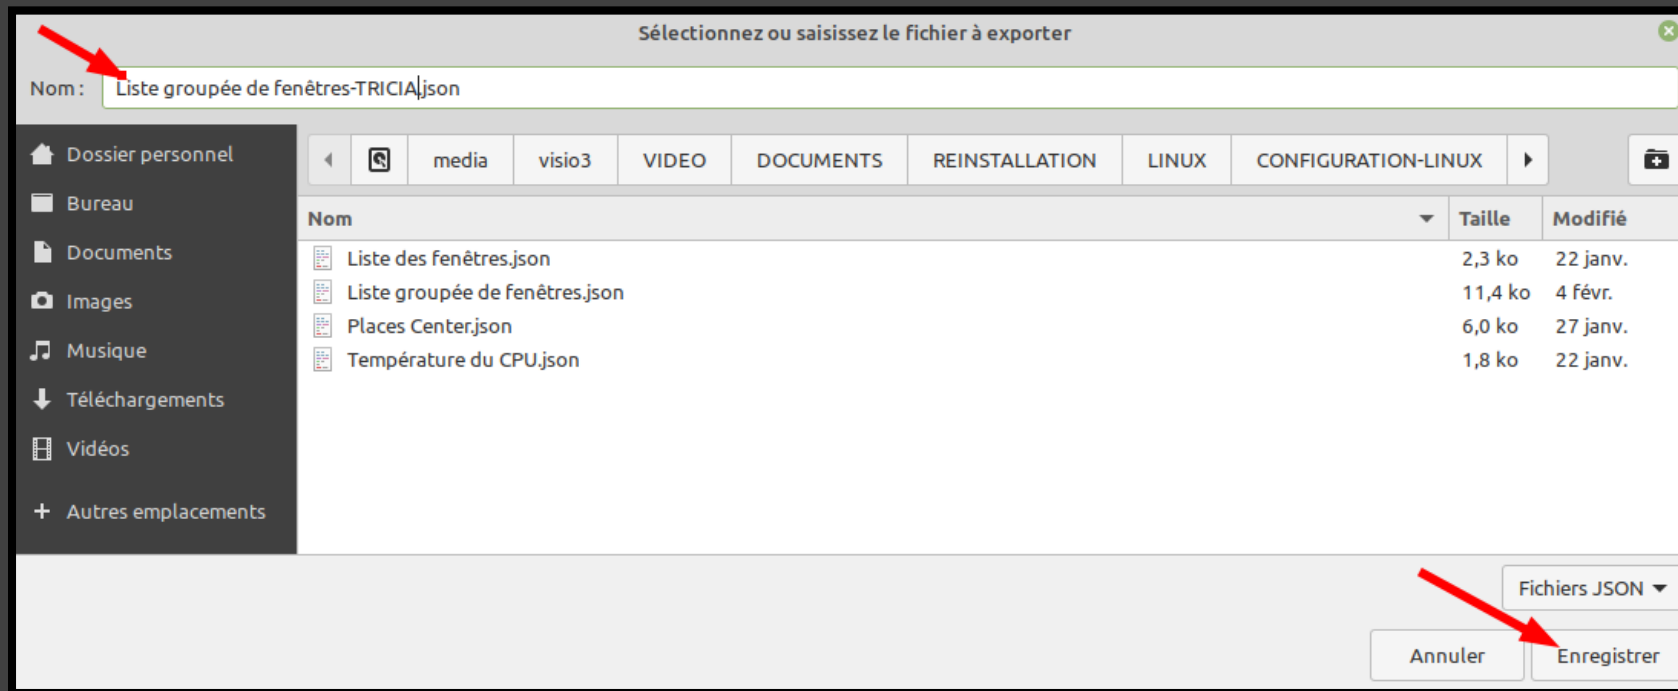 Sélectionnez ou saisissez le fichier à exporter
Nom : Liste groupée de fenêtres-TRICIA.json
Dossier personnel
Bureau
Documents
Images
Musique
Téléchargements
Vidéos
Autres emplacements
media visio3 VIDEO DOCUMENTS REINSTALLATION LINUX CONFIGURATION-LINUX
Nom Taille Modifié
Liste des fenêtres.json 2,3 ko 22 janv.
Liste groupée de fenêtres.json 11,4 ko 4 févr.
Places Center.json 6,0 ko 27 janv.
Température du CPU.json 1,8 ko 22 janv.
Fichiers JSON
Annuler Enregistrer